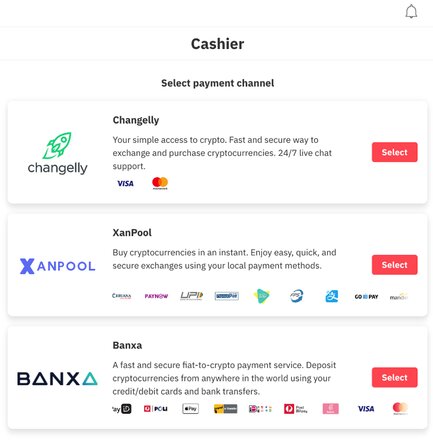 Cashier
Select payment channel
Changelly
Your simple access to crypto. Fast and secure way to
exchange and purchase cryptocurrencies. 24/7 live chat
support.
changelly
VISA
Select
XanPool
Buy cryptocurrencies in an instant. Enjoy easy, quick, and
secure exchanges using your local payment methods.
XANPOOL
PAYNOW
UPI
PromptPay
FPS
GO PAY
Select
Banxa
A fast and secure fiat-to-crypto payment service. Deposit
cryptocurrencies from anywhere in the world using your
credit/debit cards and bank transfers.
BANXA
Pay
POLi
Pay
VISA
Select